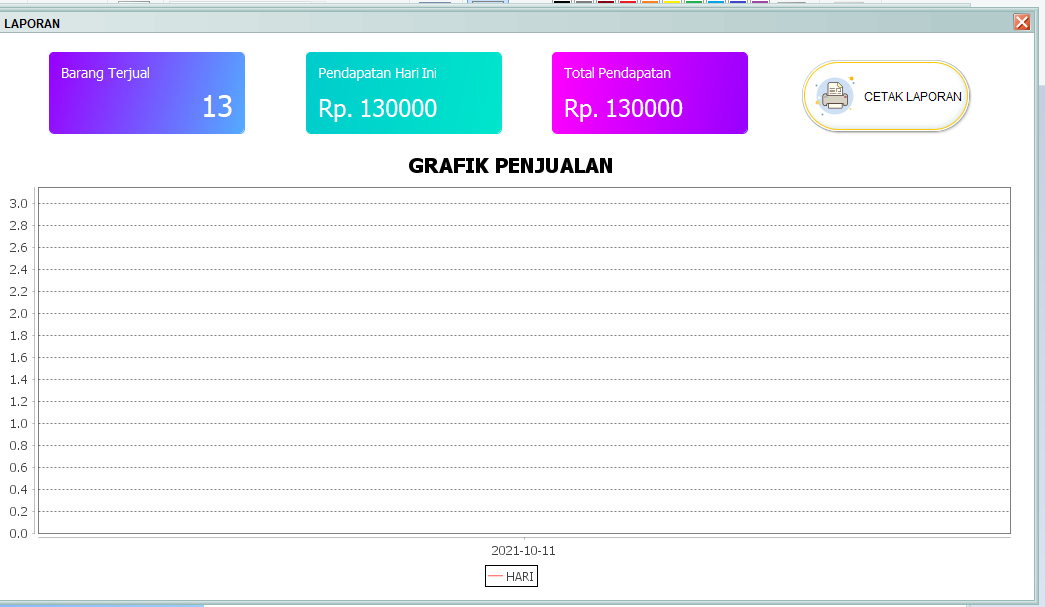 LAPORAN
Barang Terjual
13
Pendapatan Hari Ini
Rp. 130000
Total Pendapatan
Rp. 130000
CETAK LAPORAN
GRAFIK PENJUALAN
3.0
2.8
2.6
2.4
2.2
2.0
1.8
1.6
1.4
1.2
1.0
0.8
0.6
0.4
0.2
0.0
2021-10-11
HARI